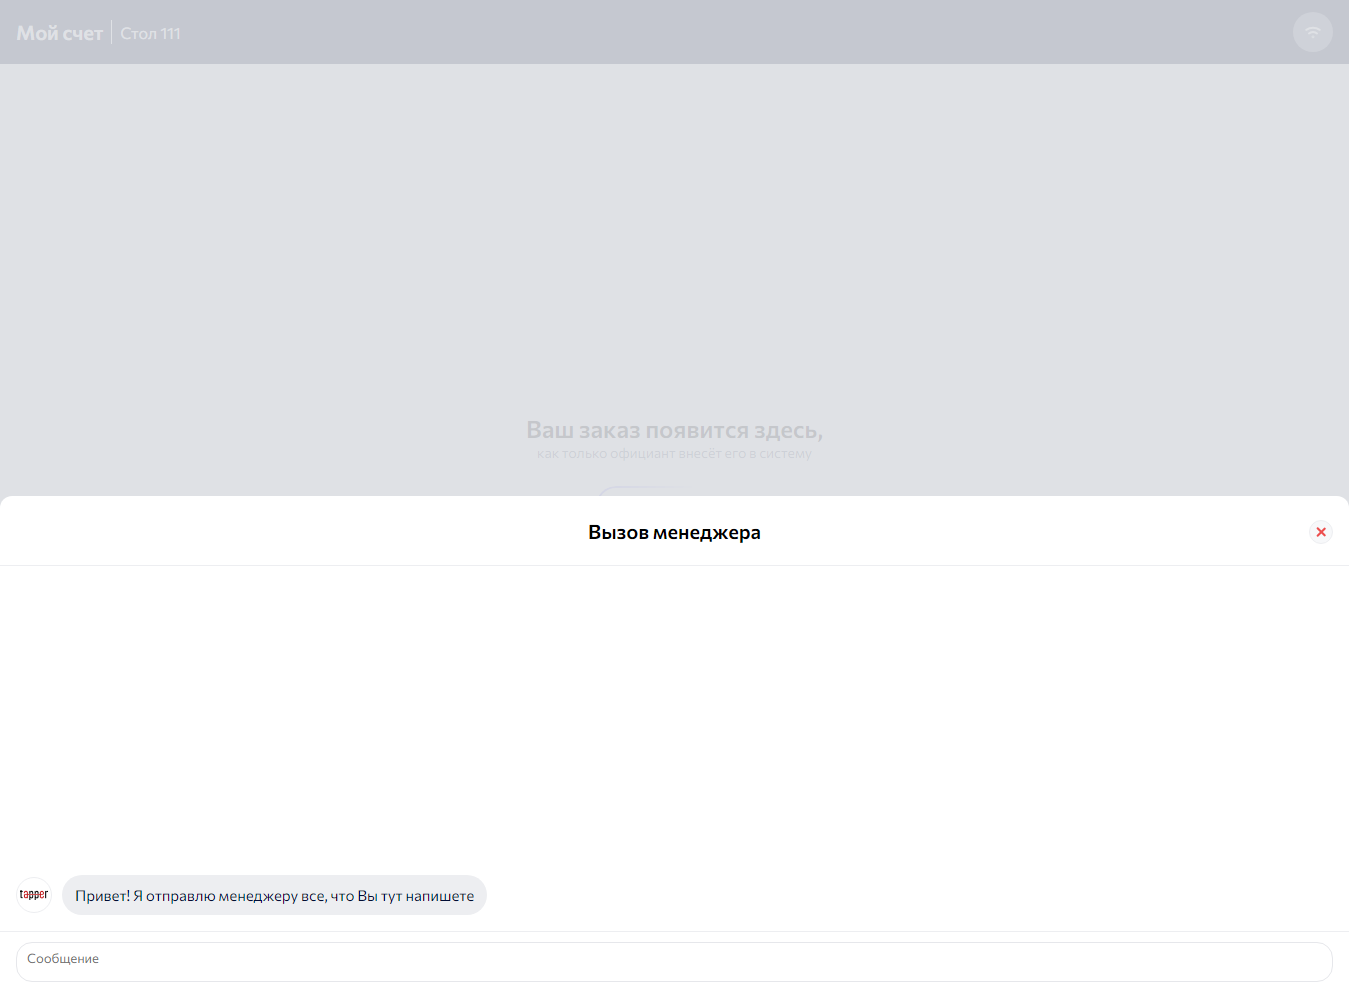 Мой счет
Стол 111
Ваш заказ появится здесь,
как только официант внесёт его в систему
Вызов менеджера
tapper
Привет! Я отправлю менеджеру все, что Вы тут напишете
Сообщение